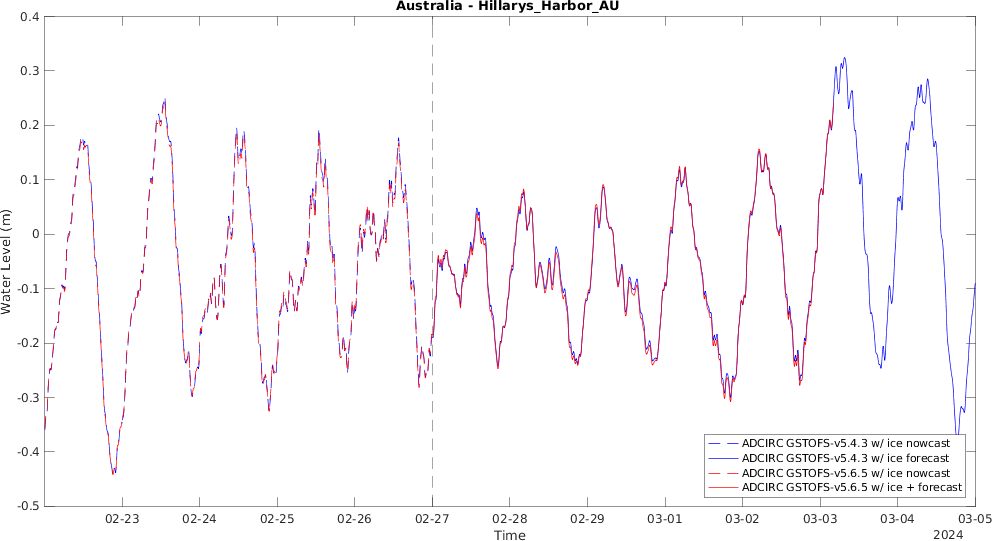 Australia - Hillarys_Harbor_AU
0.4
0.3
0.2
0.1
0
-0.1
-0.2
-0.3
-0.4
-0.5
Water Level (m)
ADCIRC GSTOFS-v5.4.3 w/ ice nowcast
ADCIRC GSTOFS-v5.4.3 w/ ice forecast
ADCIRC GSTOFS-v5.6.5 w/ ice nowcast
ADCIRC GSTOFS-v5.6.5 w/ ice + forecast
02-23 02-24 02-25 02-26 02-27 02-28 02-29 03-01 03-02 03-03 03-04 03-05
Time
2024